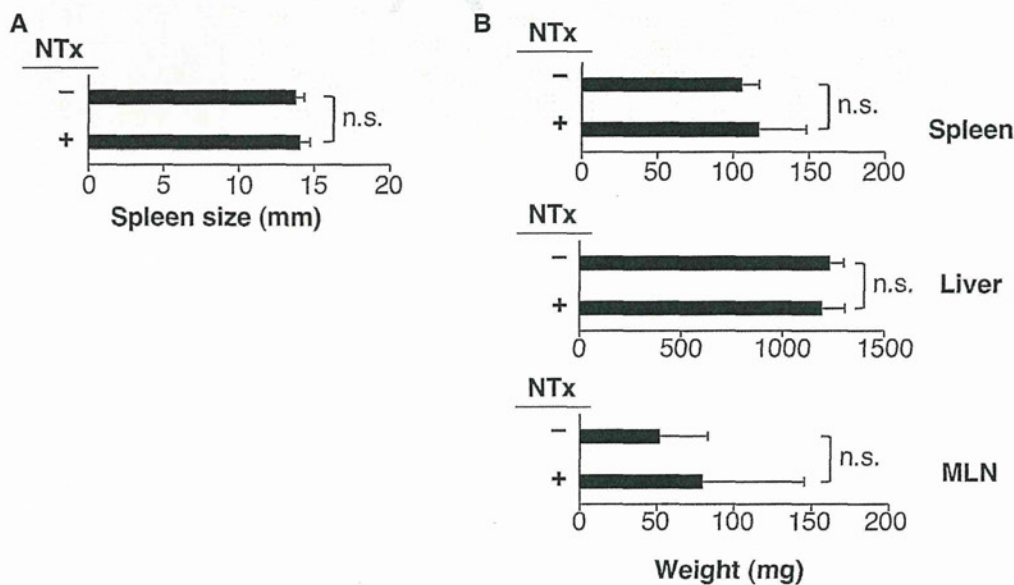 A
NTx
−
+
n.s.
0 5 10 15 20
Spleen size (mm)
B
NTx
−
+
n.s.
Spleen
0 50 100 150 200
NTx
−
+
n.s.
Liver
0 500 1000 1500
NTx
−
+
n.s.
MLN
0 50 100 150 200
Weight (mg)